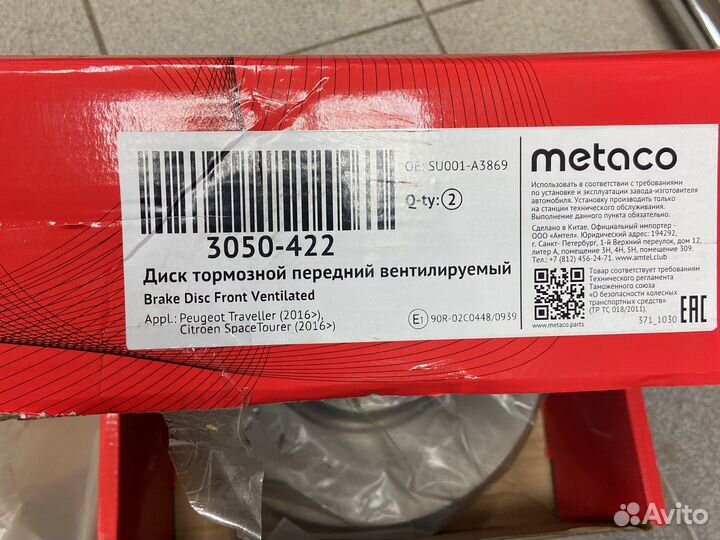 OE: SU001-A3869
Q-ty: 2
3050-422
Диск тормозной передний вентилируемый
Brake Disc Front Ventilated
Appl.: Peugeot Traveller (2016>),
Citroen SpaceTourer (2016>)
E1 90R-02C0448/0939
metaco
Использовать в соответствии с требованиями
по установке и эксплуатации завода-изготовителя
автомобиля. Установку производить только
на станции технического обслуживания.
Выполнение данного пункта обязательно.
Сделано в Китае. Официальный импортер -
ООО «Амтел». Юридический адрес: 194292,
г. Санкт- Петербург, 1-й Верхний переулок, дом 12,
литер А, помещение 3Н, 4Н, 5Н, помещение 309.
Тел.: +7 (812) 456-24-71. www.amtel.club
Товар соответствует требованиям
Технического регламента
Таможенного союза
«О безопасности колесных
транспортных средств»
(ТР ТС 018/2011).
www.metaco.parts
371_1030
EAC
Avito